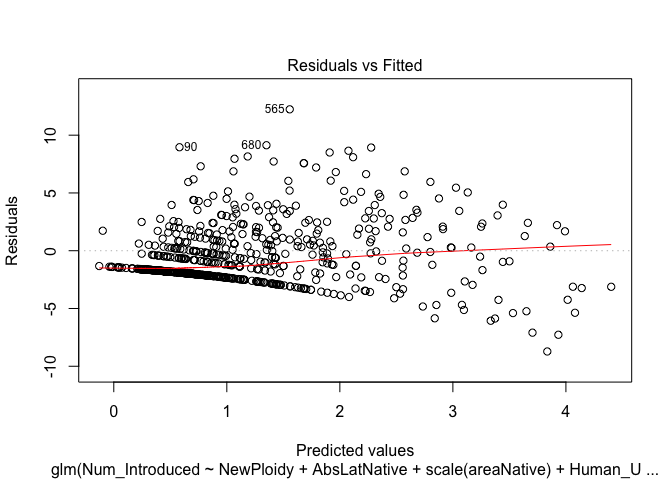 Residuals vs Fitted
Residuals
10
5
0
-5
-10
565
90
680
0 1 2 3 4
Predicted values
glm(Num_Introduced ~ NewPloidy + AbsLatNative + scale(areaNative) + Human_U ...